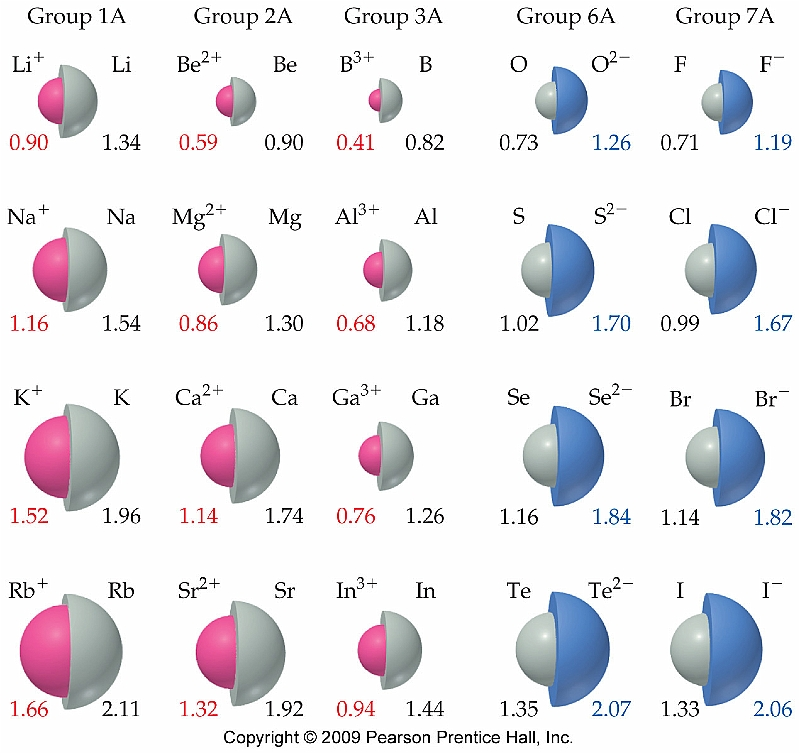 Group 1A Group 2A Group 3A Group 6A Group 7A
Li⁺ Li Be²⁺ Be B³⁺ B O O²⁻ F F⁻
0.90 1.34 0.59 0.90 0.41 0.82 0.73 1.26 0.71 1.19
Na⁺ Na Mg²⁺ Mg Al³⁺ Al S S²⁻ Cl Cl⁻
1.16 1.54 0.86 1.30 0.68 1.18 1.02 1.70 0.99 1.67
K⁺ K Ca²⁺ Ca Ga³⁺ Ga Se Se²⁻ Br Br⁻
1.52 1.96 1.14 1.74 0.76 1.26 1.16 1.84 1.14 1.82
Rb⁺ Rb Sr²⁺ Sr In³⁺ In Te Te²⁻ I I⁻
1.66 2.11 1.32 1.92 0.94 1.44 1.35 2.07 1.33 2.06
Copyright © 2009 Pearson Prentice Hall, Inc.